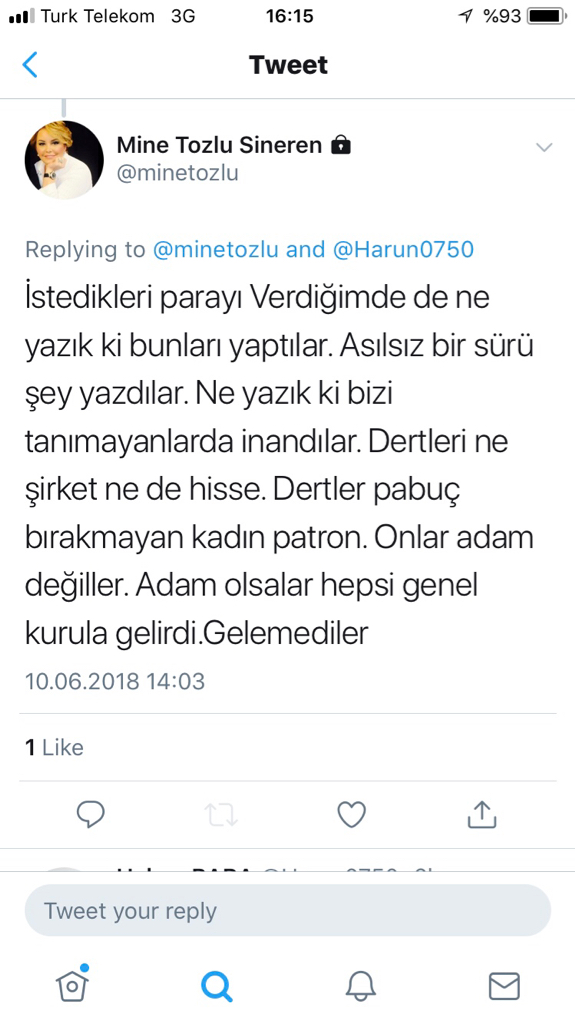 Turk Telekom 3G 16:15 %93
Tweet
Mine Tozlu Sineren
@minetozlu
Replying to @minetozlu and @Harun0750
İstedikleri parayı Verdiğimde de ne
yazık ki bunları yaptılar. Asılsız bir sürü
şey yazdılar. Ne yazık ki bizi
tanımayanlarda inandılar. Dertleri ne
şirket ne de hisse. Dertler pabuç
bırakmayan kadın patron. Onlar adam
değiller. Adam olsalar hepsi genel
kurula gelirdi.Gelemediler
10.06.2018 14:03
1 Like
Tweet your reply